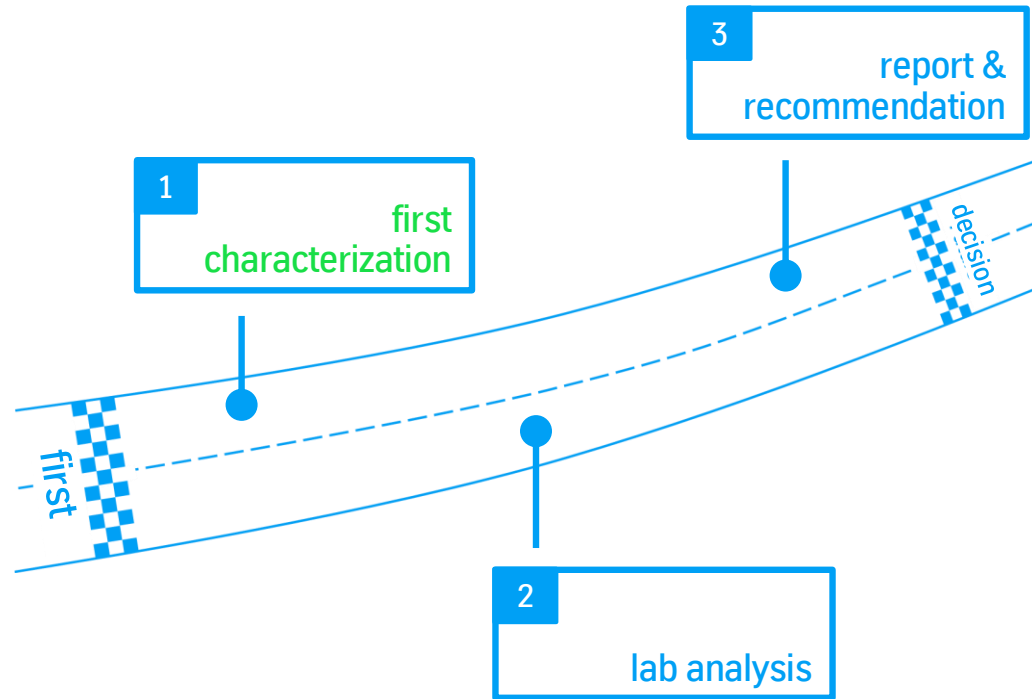 first
1
first
characterization
2
lab analysis
3
report &
recommendation
decision